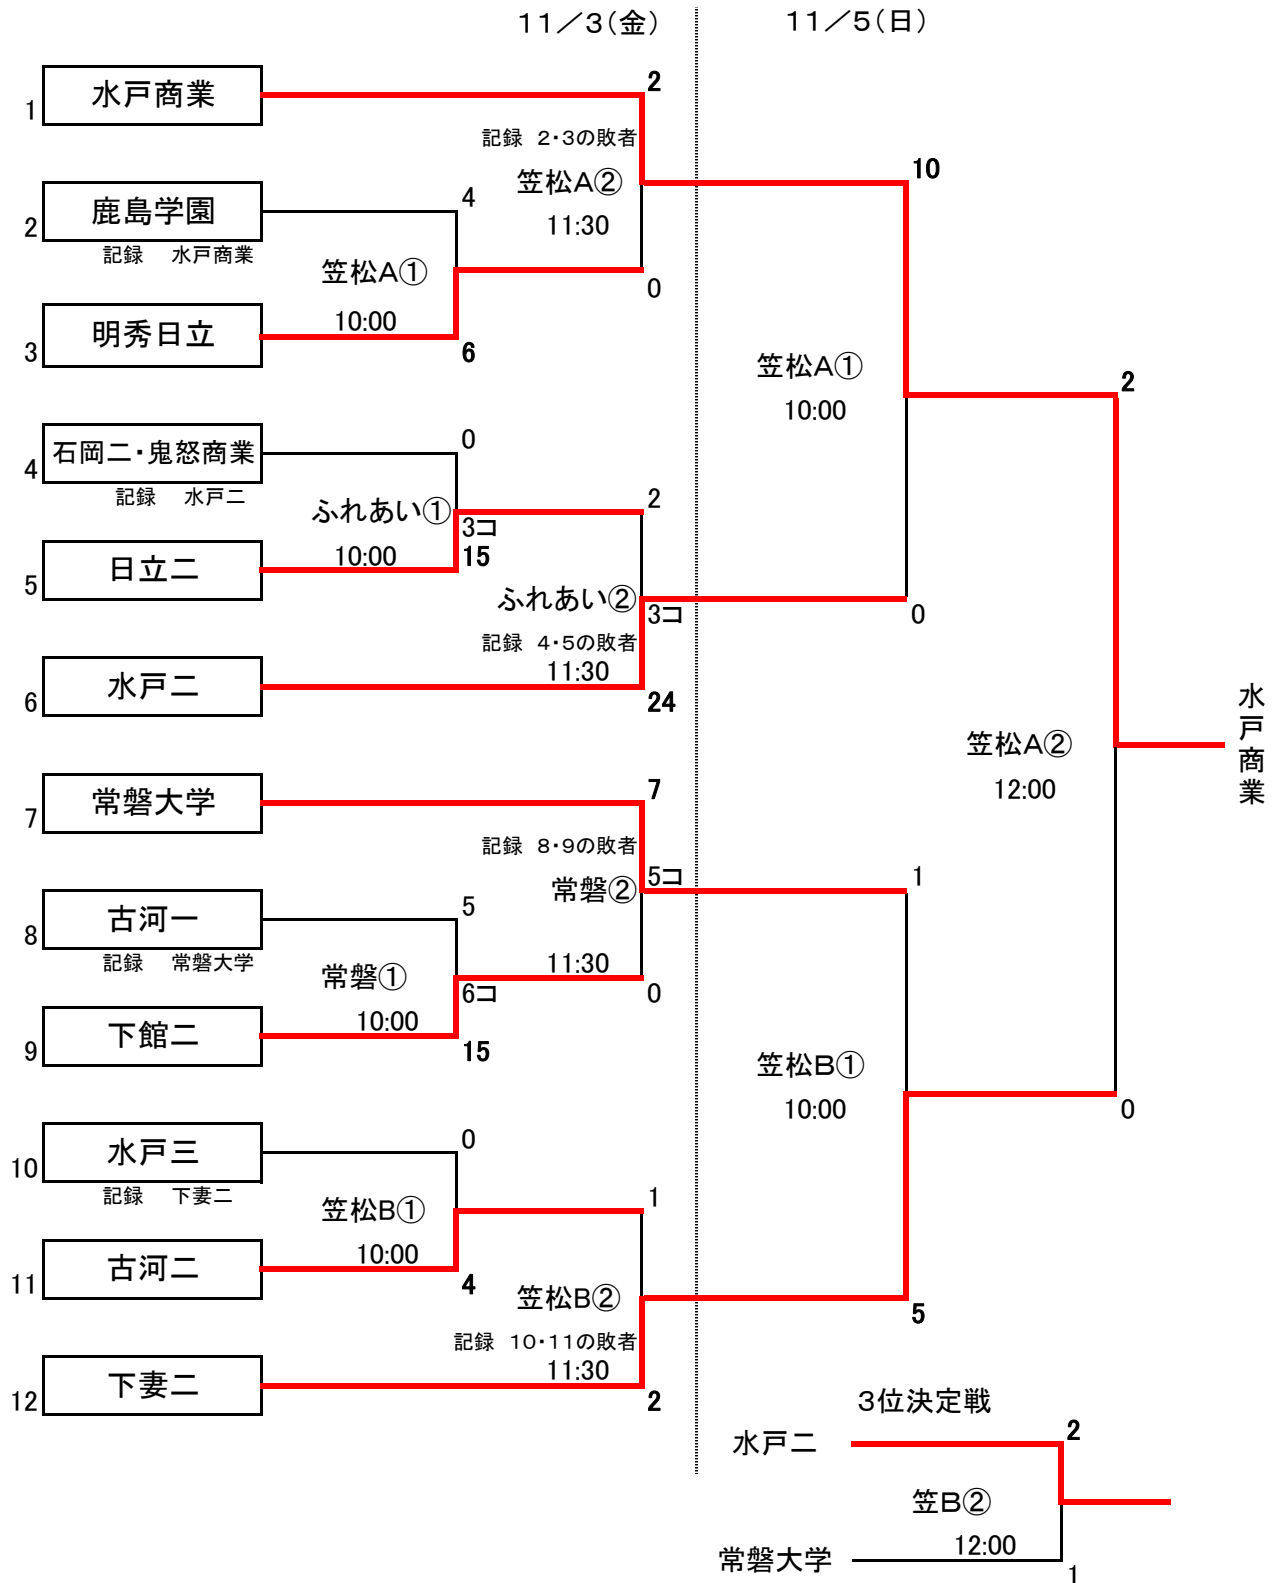 11／3(金)
11／5(日)
1
水戸商業
2
記録　2・3の敗者
笠松A②
11:30
10
2
鹿島学園
4
記録　水戸商業
笠松A①
10:00
0
3
明秀日立
6
笠松A①
10:00
2
4
石岡二・鬼怒商業
0
記録　水戸二
ふれあい①
3コ
2
10:00
15
5
日立二
ふれあい②
3コ
0
記録　4・5の敗者
11:30
6
水戸二
24
水戸商業
笠松A②
12:00
7
常磐大学
7
記録　8・9の敗者
5コ
常磐②
1
8
古河一
5
記録　常磐大学
常磐①
11:30
6コ
0
10:00
9
下館二
15
笠松B①
10:00
0
10
水戸三
0
記録　下妻二
笠松B①
1
10:00
11
古河二
4
笠松B②
5
記録　10・11の敗者
11:30
12
下妻二
2
3位決定戦
水戸二
2
笠B②
12:00
常磐大学
1